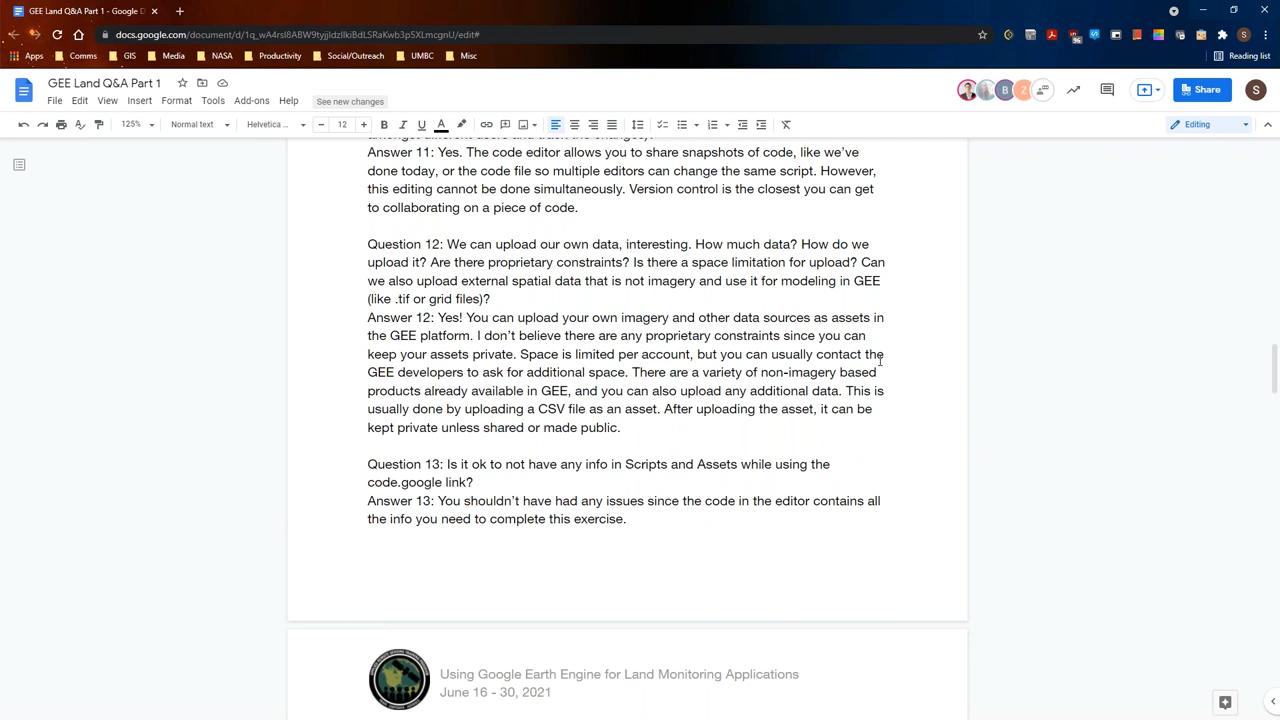 GEE Land Q&A Part 1 - Google D
docs.google.com/document/d/1q_wA4rsI8ABW9tyjjIdzIlkiBdLSRaKwb3p5XLmcgnU/edit#
Apps Comms GIS Media NASA Productivity Social/Outreach UMBC Misc Reading list
GEE Land Q&A Part 1
File Edit View Insert Format Tools Add-ons Help See new changes
Share
125% Normal text Helvetica ... 12 Editing
Answer 11: Yes. The code editor allows you to share snapshots of code, like we've
done today, or the code file so multiple editors can change the same script. However,
this editing cannot be done simultaneously. Version control is the closest you can get
to collaborating on a piece of code.
Question 12: We can upload our own data, interesting. How much data? How do we
upload it? Are there proprietary constraints? Is there a space limitation for upload? Can
we also upload external spatial data that is not imagery and use it for modeling in GEE
(like .tif or grid files)?
Answer 12: Yes! You can upload your own imagery and other data sources as assets in
the GEE platform. I don't believe there are any proprietary constraints since you can
keep your assets private. Space is limited per account, but you can usually contact the
GEE developers to ask for additional space. There are a variety of non-imagery based
products already available in GEE, and you can also upload any additional data. This is
usually done by uploading a CSV file as an asset. After uploading the asset, it can be
kept private unless shared or made public.
Question 13: Is it ok to not have any info in Scripts and Assets while using the
code.google link?
Answer 13: You shouldn't have had any issues since the code in the editor contains all
the info you need to complete this exercise.
Using Google Earth Engine for Land Monitoring Applications
June 16 - 30, 2021